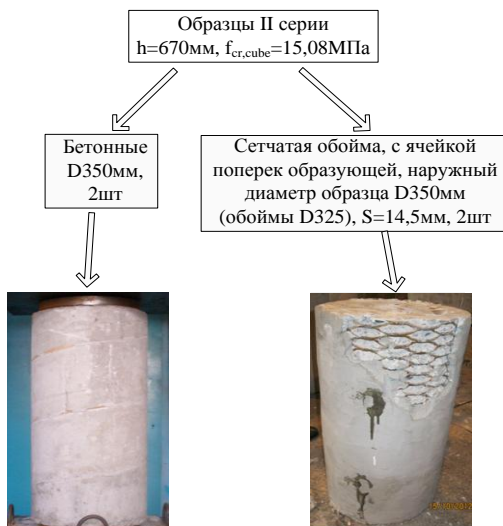 Образцы II серии
h=670мм, fcr,cube=15,08МПа
Бетонные
D350мм,
2шт
Сетчатая обойма, с ячейкой
поперек образующей, наружный
диаметр образца D350мм
(обоймы D325), S=14,5мм, 2шт